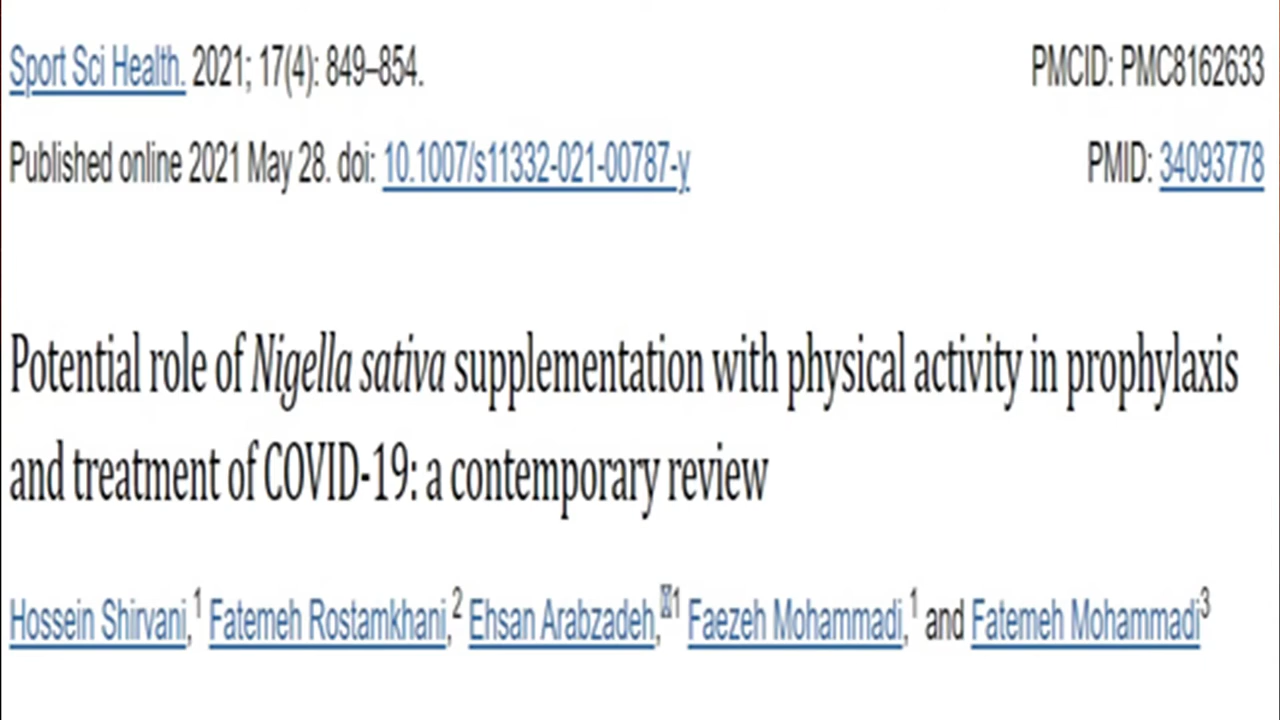 Sport Sci Health. 2021; 17(4): 849–854. PMCID: PMC8162633
Published online 2021 May 28. doi: 10.1007/s11332-021-00787-y PMID: 34093778
Potential role of Nigella sativa supplementation with physical activity in prophylaxis
and treatment of COVID-19: a contemporary review
Hossein Shirvani,1 Fatemeh Rostamkhani,2 Ehsan Arabzadeh,1 Faezeh Mohammadi,1 and Fatemeh Mohammadi3